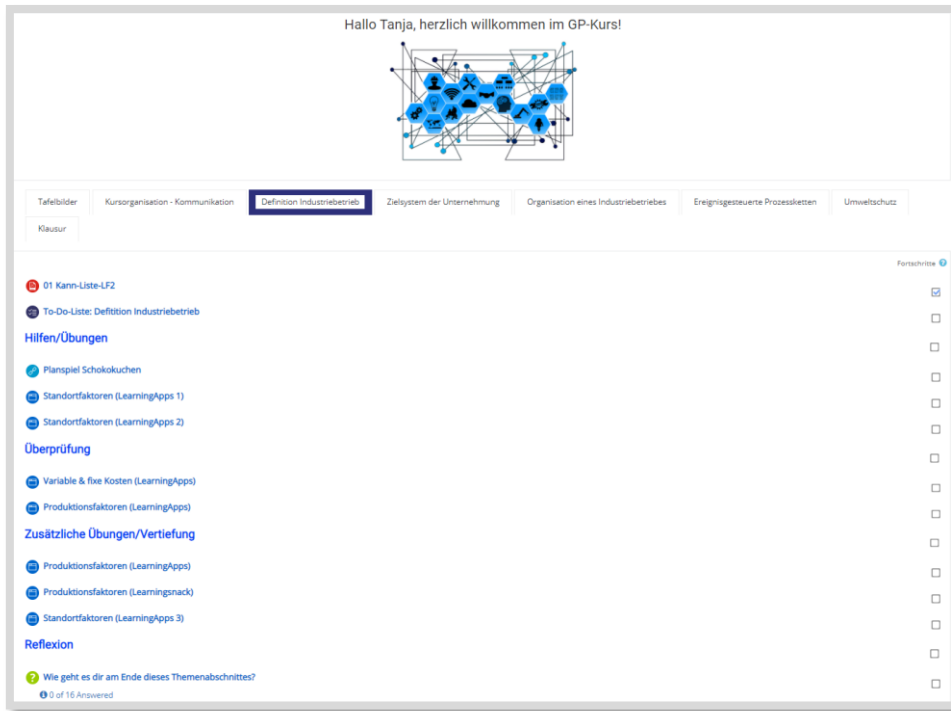 Hallo Tanja, herzlich willkommen im GP-Kurs!
Tafelbilder Kursorganisation - Kommunikation Definition Industriebetrieb Zielsystem der Unternehmung Organisation eines Industriebetriebes Ereignisgesteuerte Prozessketten Umweltschutz
Klausur
Fortschritte
01 Kann-Liste-LF2
To-Do-Liste: Defitition Industriebetrieb
Hilfen/Übungen
Planspiel Schokokuchen
Standortfaktoren (LearningApps 1)
Standortfaktoren (LearningApps 2)
Überprüfung
Variable & fixe Kosten (LearningApps)
Produktionsfaktoren (LearningApps)
Zusätzliche Übungen/Vertiefung
Produktionsfaktoren (LearningApps)
Produktionsfaktoren (Learningsnack)
Standortfaktoren (LearningApps 3)
Reflexion
Wie geht es dir am Ende dieses Themenabschnittes?
0 of 16 Answered